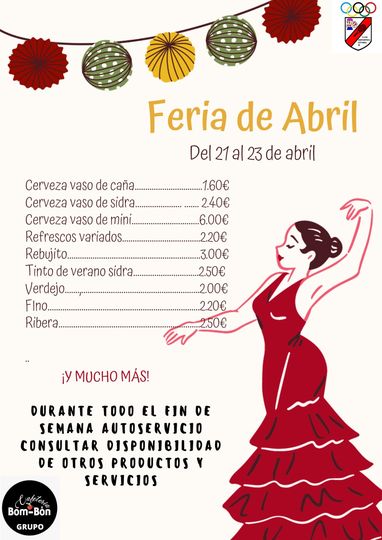 Feria de Abril
Del 21 al 23 de abril
Cerveza vaso de caña..............................1.60€
Cerveza vaso de sidra..................... ....... 2.40€
Cerveza vaso de mini..............................6.00€
Refrescos variados..................................2.20€
Rebujito.......................................................3.00€
Tinto de verano sidra.............................2.50€
Verdejo.......,....................................................2.00€
FIno...............................................................2.20€
Ribera..............................................................2.50€
..
¡Y MUCHO MÁS!
DURANTE TODO EL FIN DE
SEMANA AUTOSERVICIO
CONSULTAR DISPONIBILIDAD
DE OTROS PRODUCTOS Y
SERVICIOS
Cafetería
Bom-Bon
GRUPO